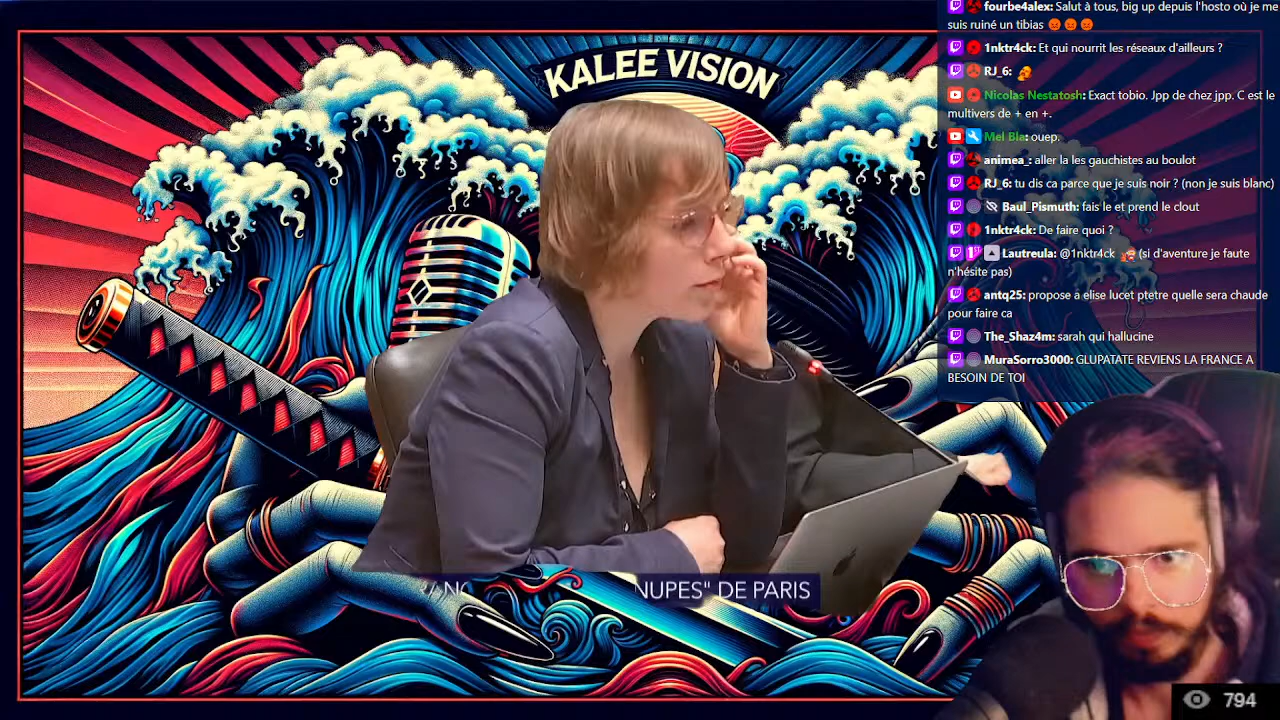 KALEE VISION
fourbe4alex: Salut à tous, big up depuis l'hosto où je me
suis ruiné un tibias
1nktr4ck: Et qui nourrit les réseaux d'ailleurs ?
RJ_6:
Nicolas Nestatosh: Exact tobio. Jpp de chez jpp. C est le
multivers de + en +.
Mel Bla: ouep.
animea_: aller la les gauchistes au boulot
RJ_6: tu dis ca parce que je suis noir ? (non je suis blanc)
Baul_Pismuth: fais le et prend le clout
1nktr4ck: De faire quoi ?
Lautreula: @1nktr4ck (si d'aventure je faute
n'hésite pas)
antq25: propose a elise lucet ptetre quelle sera chaude
pour faire ca
The_Shaz4m: sarah qui hallucine
MuraSorro3000: GLUPATATE REVIENS LA FRANCE A
BESOIN DE TOI
NUPES" DE PARIS
794